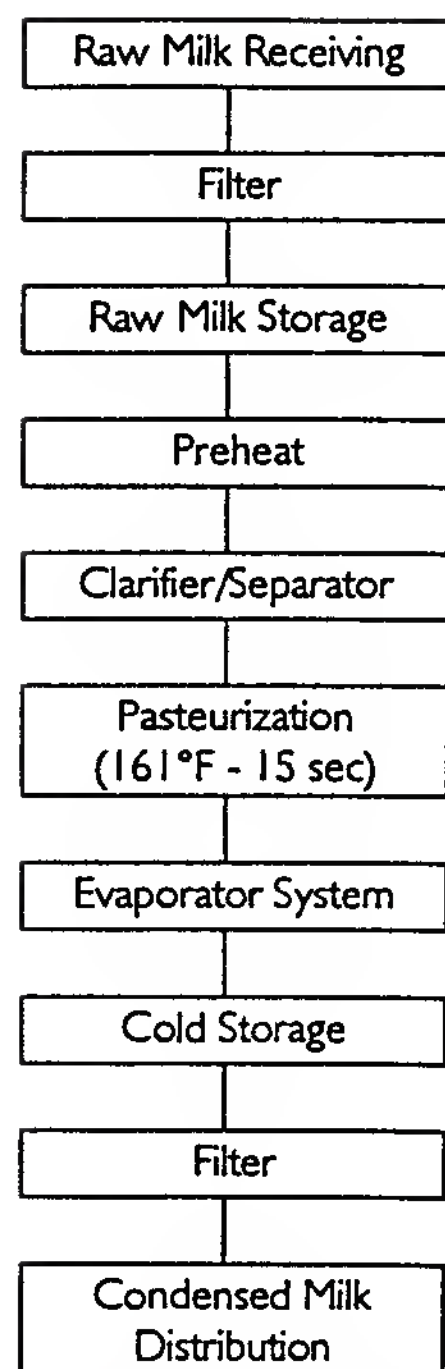 Raw Milk Receiving
Filter
Raw Milk Storage
Preheat
Clarifier/Separator
Pasteurization
(161°F - 15 sec)
Evaporator System
Cold Storage
Filter
Condensed Milk
Distribution